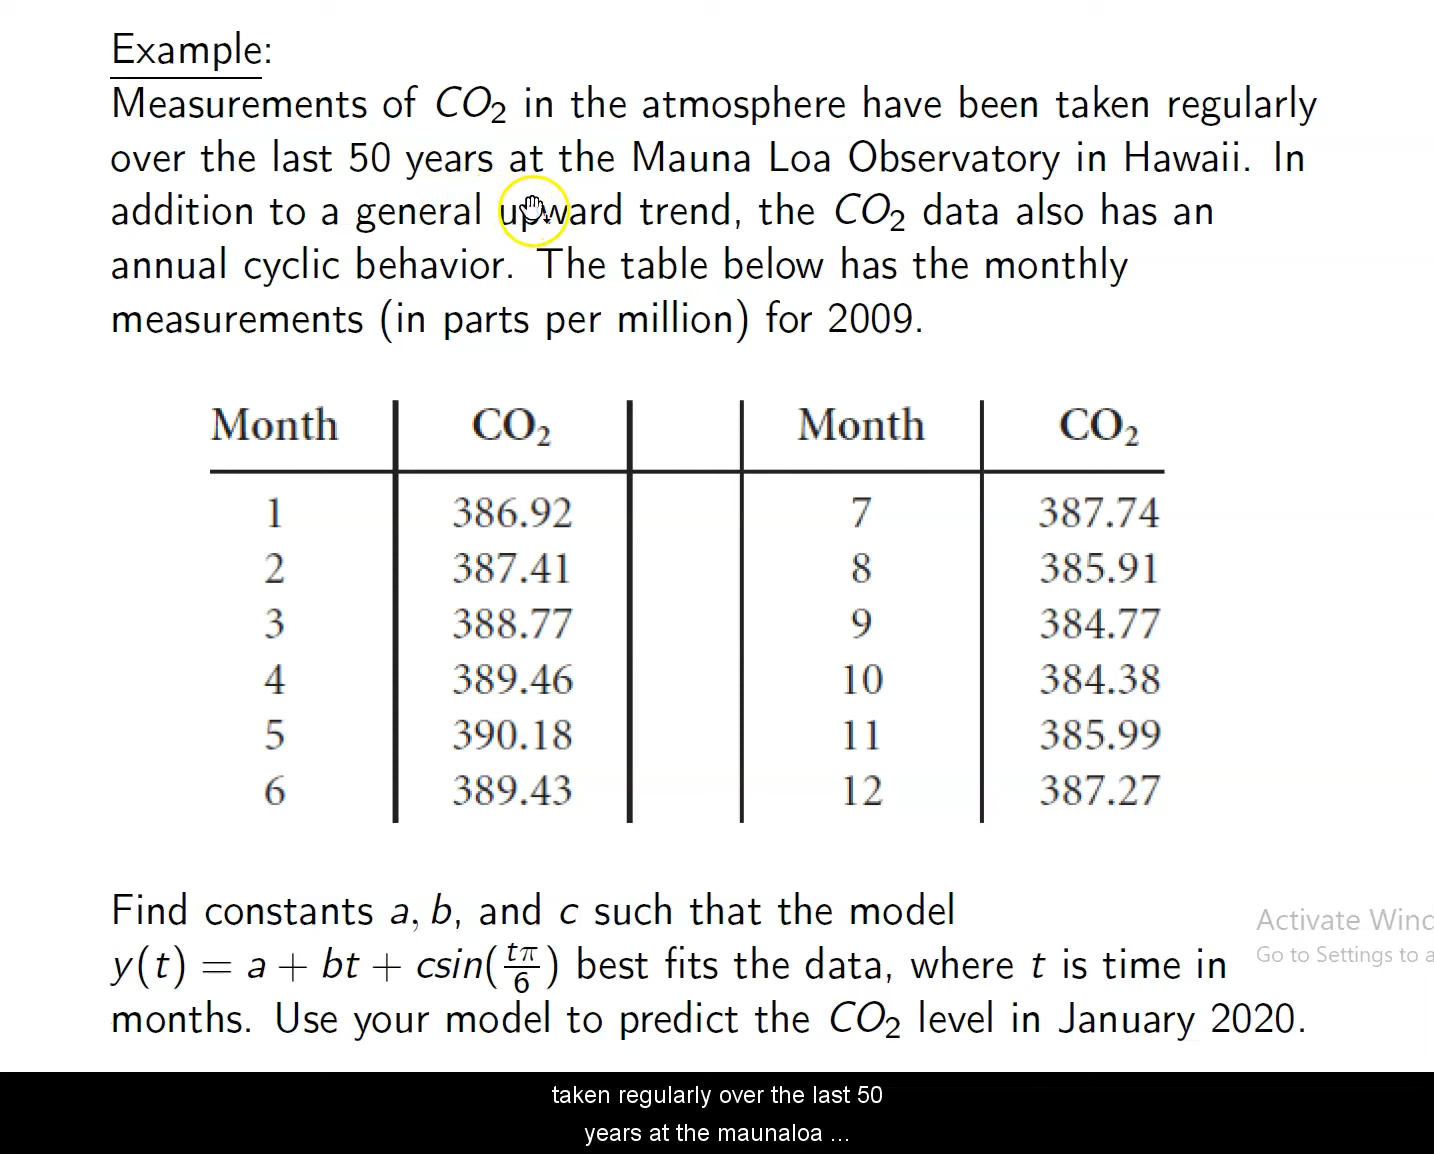 Example:
Measurements of CO₂ in the atmosphere have been taken regularly
over the last 50 years at the Mauna Loa Observatory in Hawaii. In
addition to a general upward trend, the CO₂ data also has an
annual cyclic behavior. The table below has the monthly
measurements (in parts per million) for 2009.
Month CO₂ Month CO₂
1 386.92 7 387.74
2 387.41 8 385.91
3 388.77 9 384.77
4 389.46 10 384.38
5 390.18 11 385.99
6 389.43 12 387.27
Find constants a, b, and c such that the model
y(t) = a + bt + csin(tπ/6) best fits the data, where t is time in
months. Use your model to predict the CO₂ level in January 2020.
Activate Wind
Go to Settings to a
taken regularly over the last 50
years at the maunaloa ...